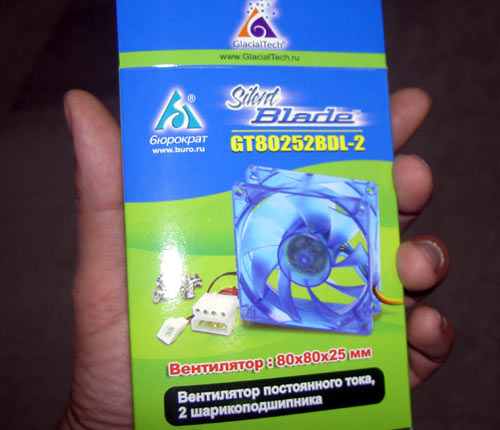 GlacialTech®
www.GlacialTech.ru
Silent
Blade™
GT80252BDL-2
®
бюрократ
www.buro.ru
Вентилятор : 80x80x25 мм
Вентилятор постоянного тока,
2 шарикоподшипника